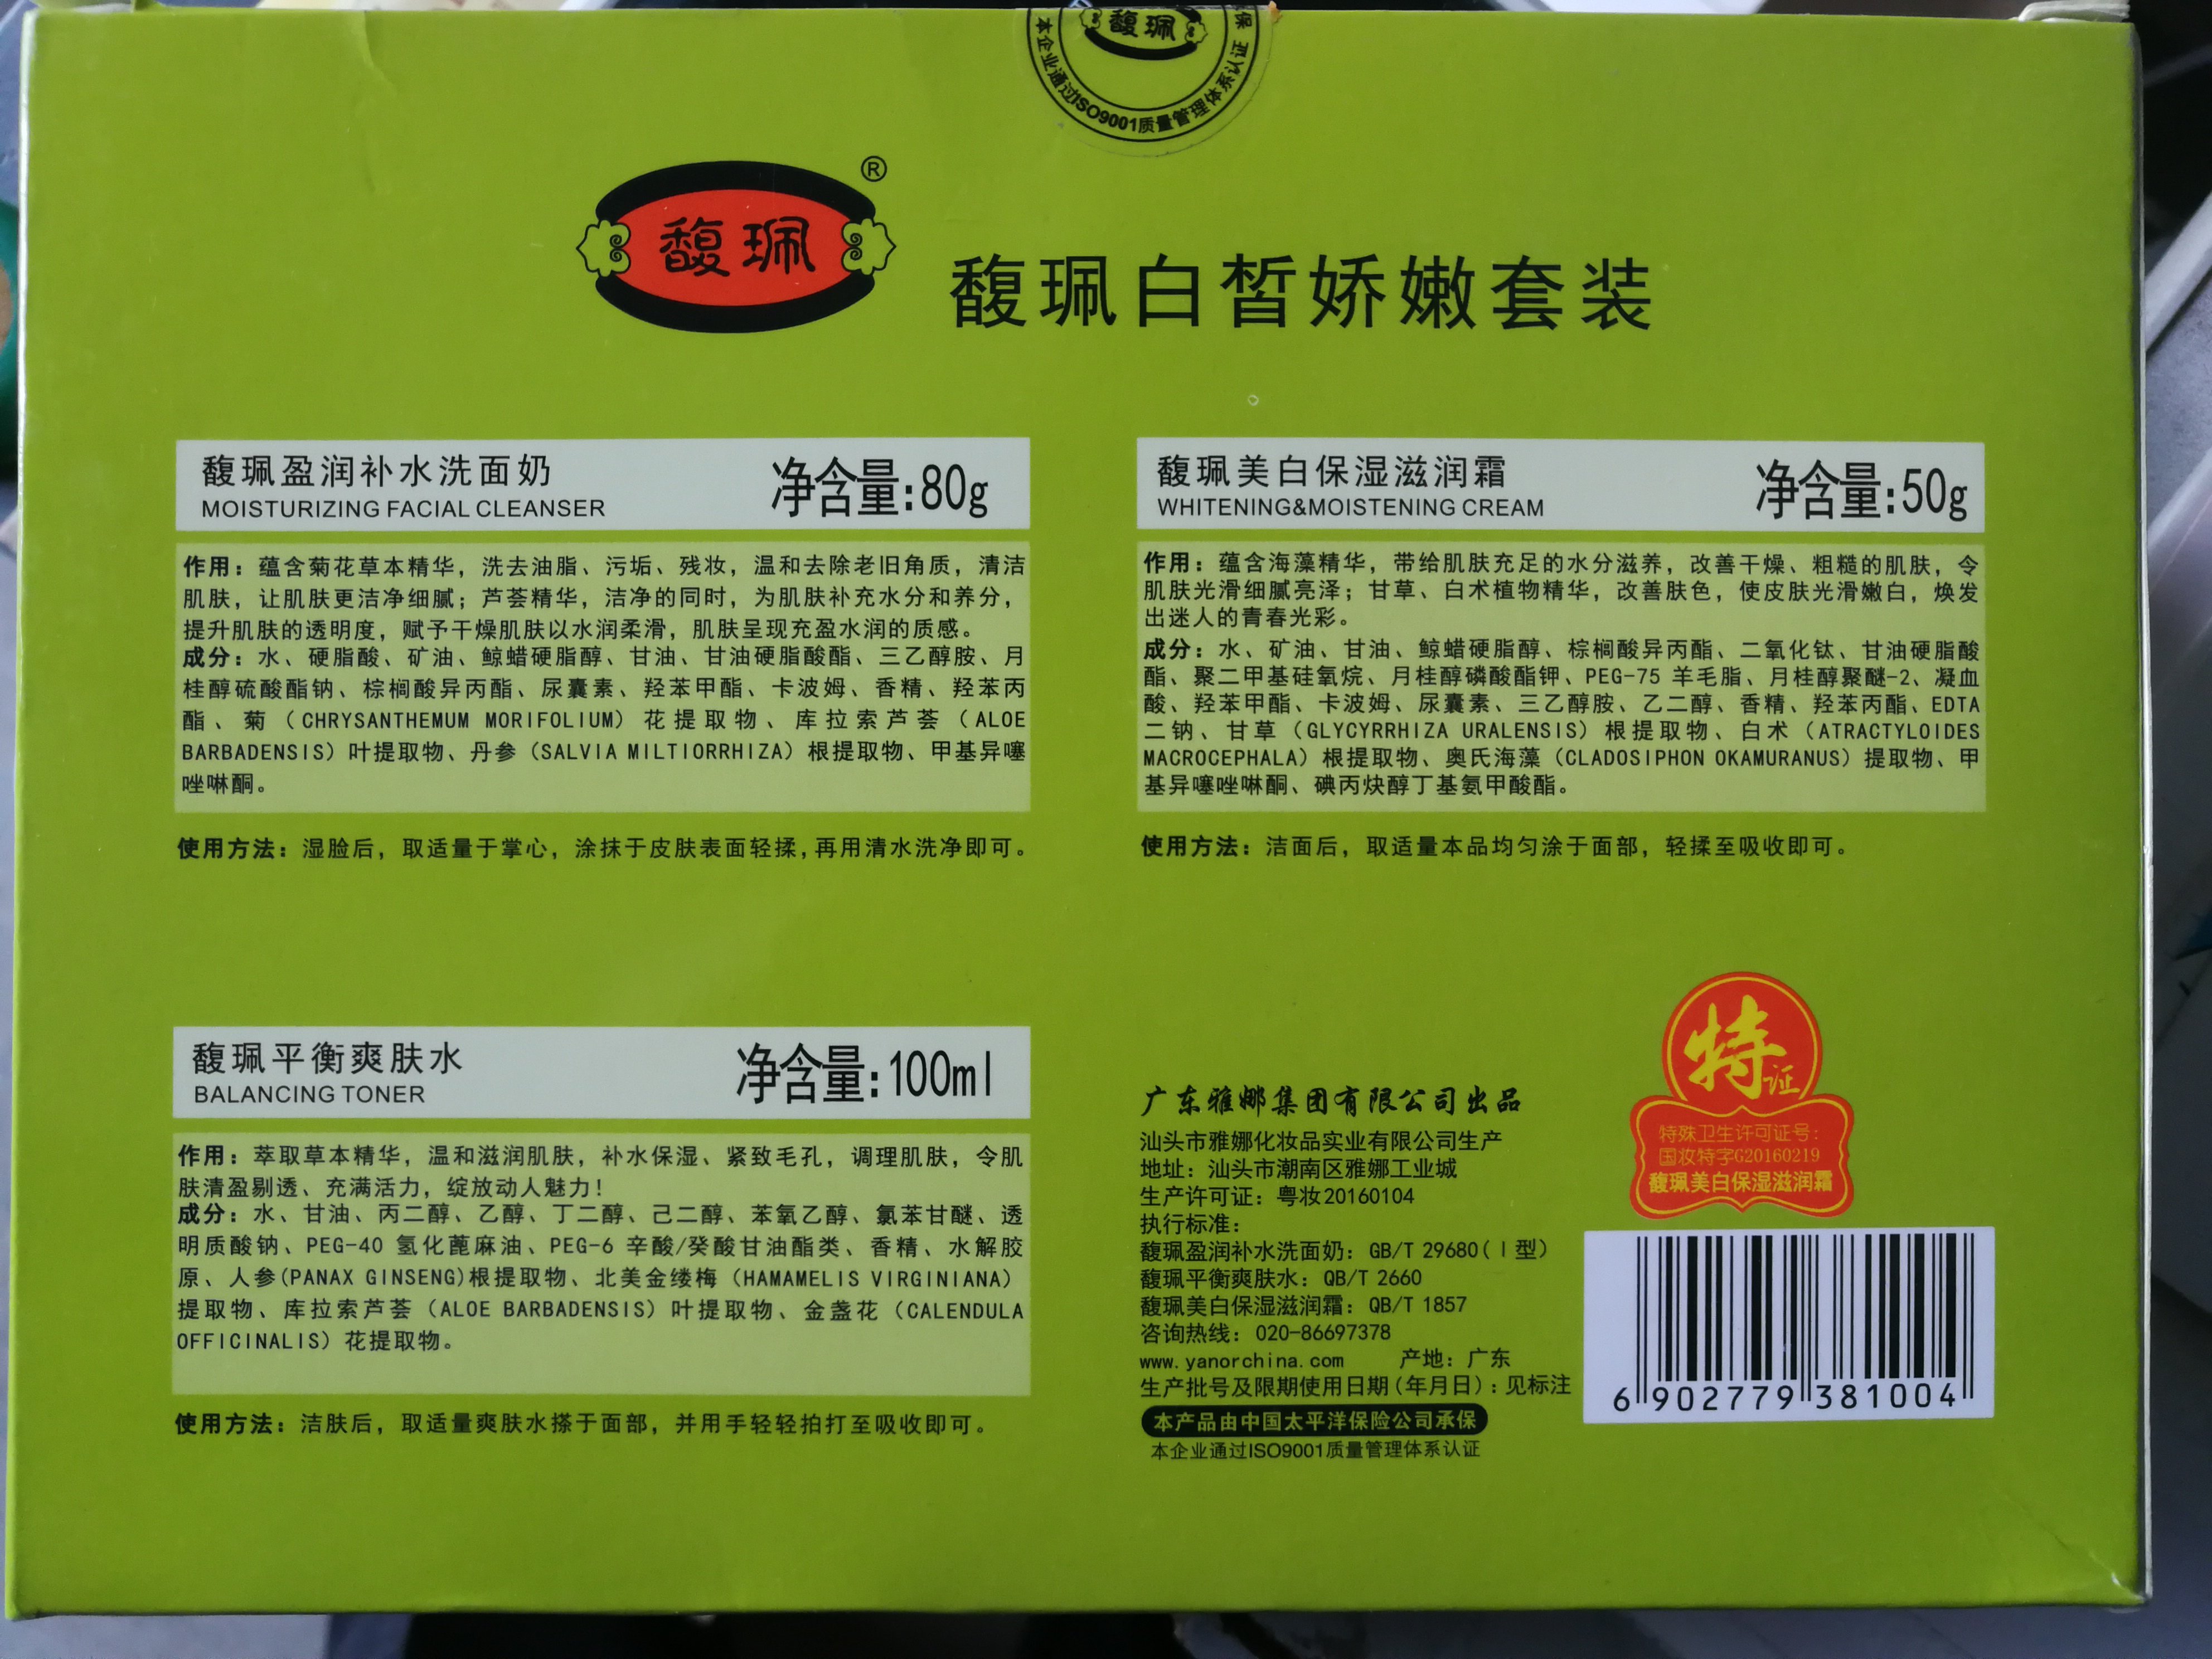 馥珮
保
本企业通过ISO9001质量管理体系认证
馥珮®
馥珮白皙娇嫩套装
馥珮盈润补水洗面奶
MOISTURIZING FACIAL CLEANSER
净含量:80g
作用：蕴含菊花草本精华，洗去油脂、污垢、残妆，温和去除老旧角质，清洁
肌肤，让肌肤更洁净细腻；芦荟精华，洁净的同时，为肌肤补充水分和养分，
提升肌肤的透明度，赋予干燥肌肤以水润柔滑，肌肤呈现充盈水润的质感。
成分：水、硬脂酸、矿油、鲸蜡硬脂醇、甘油、甘油硬脂酸酯、三乙醇胺、月
桂醇硫酸酯钠、棕榈酸异丙酯、尿囊素、羟苯甲酯、卡波姆、香精、羟苯丙
酯、菊（CHRYSANTHEMUM MORIFOLIUM）花提取物、库拉索芦荟（ALOE
BARBADENSIS）叶提取物、丹参（SALVIA MILTIORRHIZA）根提取物、甲基异噻
唑啉酮。
使用方法：湿脸后，取适量于掌心，涂抹于皮肤表面轻揉,再用清水洗净即可。
馥珮美白保湿滋润霜
WHITENING&MOISTENING CREAM
净含量:50g
作用：蕴含海藻精华，带给肌肤充足的水分滋养，改善干燥、粗糙的肌肤，令
肌肤光滑细腻亮泽；甘草、白术植物精华，改善肤色，使皮肤光滑嫩白，焕发
出迷人的青春光彩。
成分：水、矿油、甘油、鲸蜡硬脂醇、棕榈酸异丙酯、二氧化钛、甘油硬脂酸
酯、聚二甲基硅氧烷、月桂醇磷酸酯钾、PEG-75 羊毛脂、月桂醇聚醚-2、凝血
酸、羟苯甲酯、卡波姆、尿囊素、三乙醇胺、乙二醇、香精、羟苯丙酯、EDTA
二钠、甘草（GLYCYRRHIZA URALENSIS）根提取物、白术（ATRACTYLOIDES
MACROCEPHALA）根提取物、奥氏海藻（CLADOSIPHON OKAMURANUS）提取物、甲
基异噻唑啉酮、碘丙炔醇丁基氨甲酸酯。
使用方法：洁面后，取适量本品均匀涂于面部，轻揉至吸收即可。
馥珮平衡爽肤水
BALANCING TONER
净含量:100ml
作用：萃取草本精华，温和滋润肌肤，补水保湿、紧致毛孔，调理肌肤，令肌
肤清盈剔透、充满活力，绽放动人魅力！
成分：水、甘油、丙二醇、乙醇、丁二醇、己二醇、苯氧乙醇、氯苯甘醚、透
明质酸钠、PEG-40 氢化蓖麻油、PEG-6 辛酸/癸酸甘油酯类、香精、水解胶
原、人参(PANAX GINSENG)根提取物、北美金缕梅（HAMAMELIS VIRGINIANA）
提取物、库拉索芦荟（ALOE BARBADENSIS）叶提取物、金盏花（CALENDULA
OFFICINALIS）花提取物。
使用方法：洁肤后，取适量爽肤水搽于面部，并用手轻轻拍打至吸收即可。
广东雅娜集团有限公司出品
汕头市雅娜化妆品实业有限公司生产
地址：汕头市潮南区雅娜工业城
生产许可证：粤妆20160104
执行标准：
馥珮盈润补水洗面奶：GB/T 29680(Ⅰ型)
馥珮平衡爽肤水：QB/T 2660
馥珮美白保湿滋润霜：QB/T 1857
咨询热线：020-86697378
www.yanorchina.com 产地：广东
生产批号及限期使用日期(年月日)：见标注
本产品由中国太平洋保险公司承保
本企业通过ISO9001质量管理体系认证
特证
特殊卫生许可证号：
国妆特字G20160219
馥珮美白保湿滋润霜
6 902779 381004